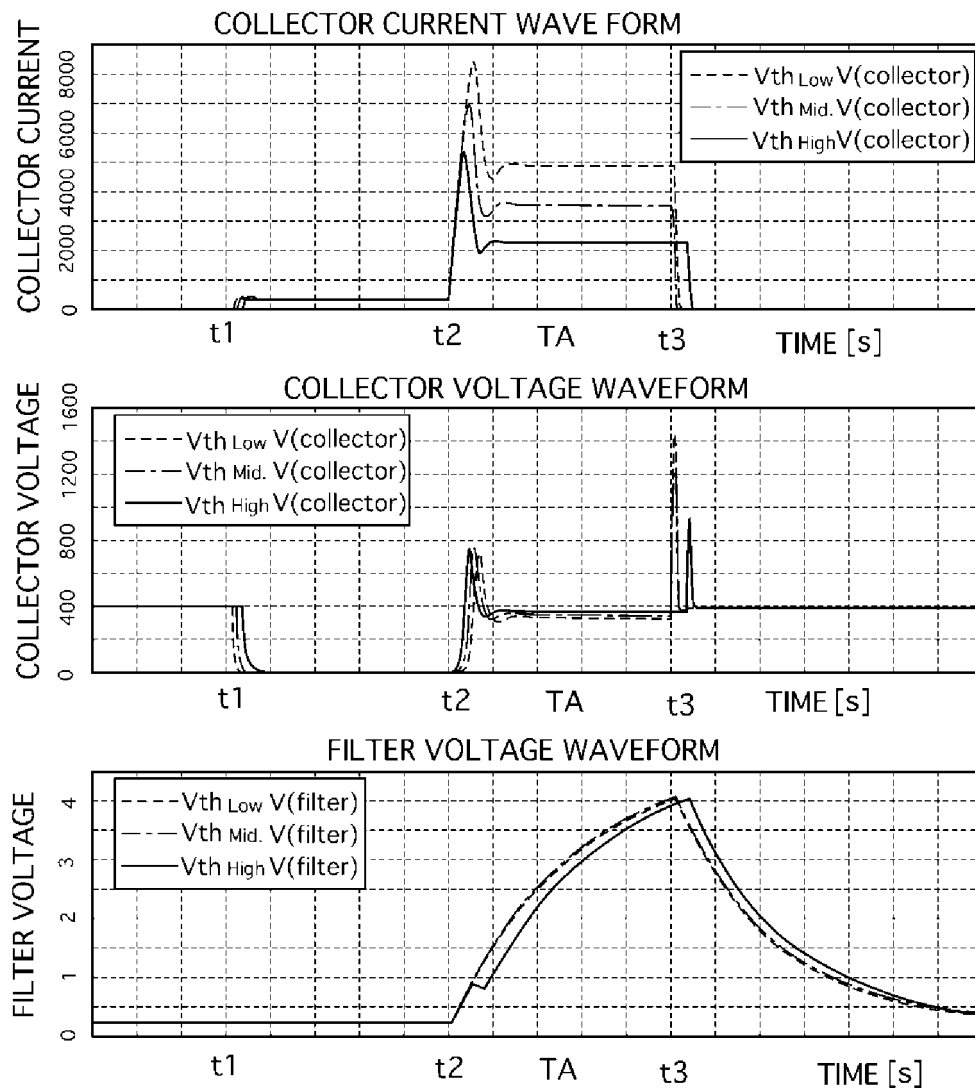 COLLECTOR CURRENT WAVE FORM
COLLECTOR CURRENT
8000
6000
4000
2000
0
Vth Low V(collector)
Vth Mid. V(collector)
Vth High V(collector)
t1 t2 TA t3 TIME [s]
COLLECTOR VOLTAGE WAVEFORM
COLLECTOR VOLTAGE
1600
1200
800
400
0
Vth Low V(collector)
Vth Mid. V(collector)
Vth High V(collector)
t1 t2 TA t3 TIME [s]
FILTER VOLTAGE WAVEFORM
FILTER VOLTAGE
4
3
2
1
0
Vth Low V(filter)
Vth Mid. V(filter)
Vth High V(filter)
t1 t2 TA t3 TIME [s]